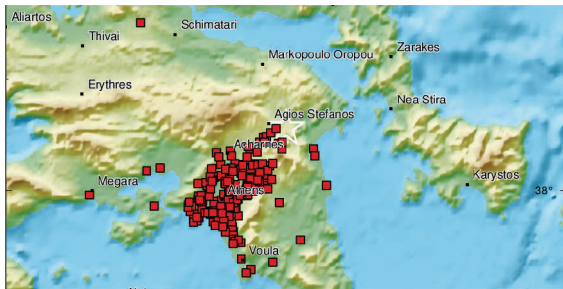 Aliartos
Schimatari
Thivai
Zarakes
Markopoulo Oropou
Erythres
Nea Stira
Agios Stefanos
Acharnes
Megara
Karystos
38°
Athens
Voula